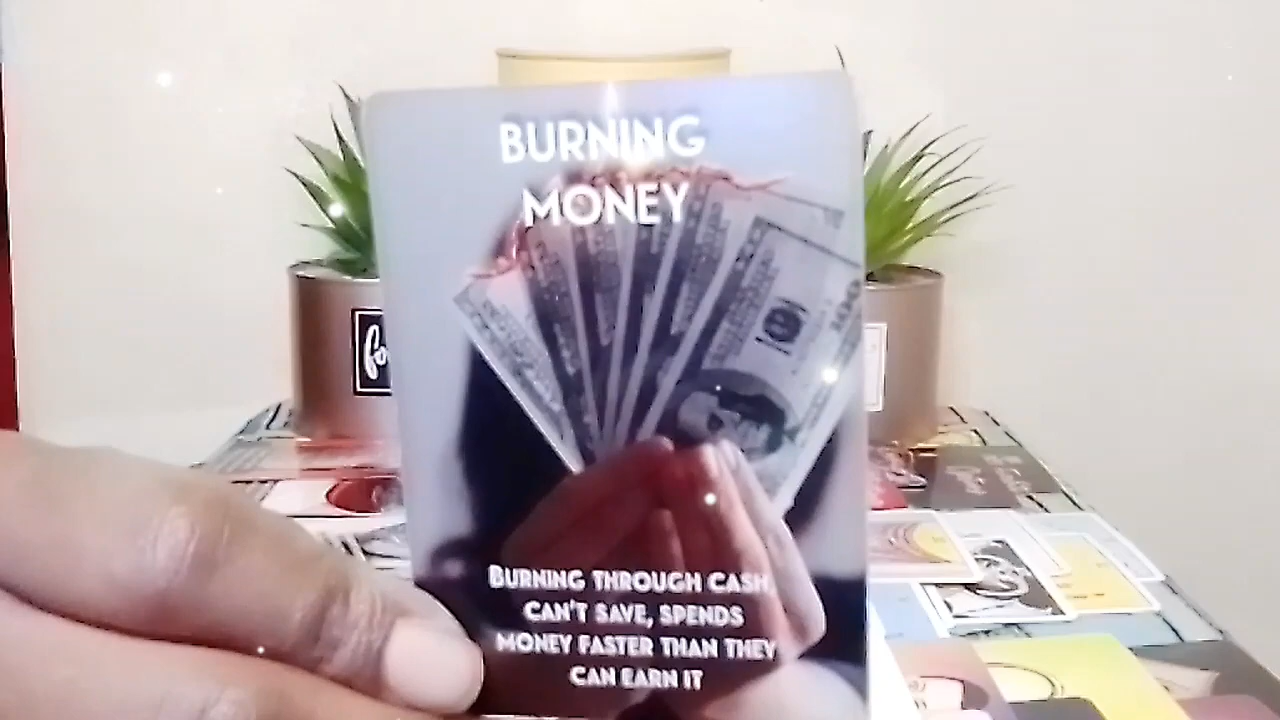 BURNING
MONEY
BURNING THROUGH CASH,
CAN'T SAVE, SPENDS
MONEY FASTER THAN THEY
CAN EARN IT